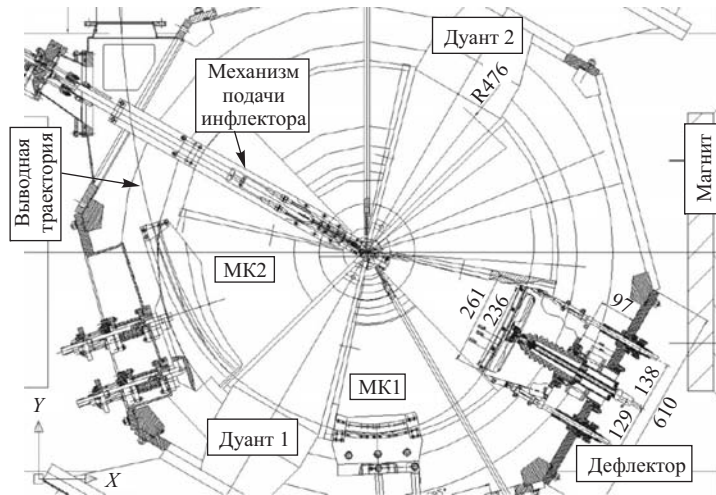 Дуант 2
Механизм
подачи
инфлектора
R476
Выводная
траектория
Магнит
МК2
261
236
97
МК1
138
129
610
Y
Дуант 1
X
Дефлектор